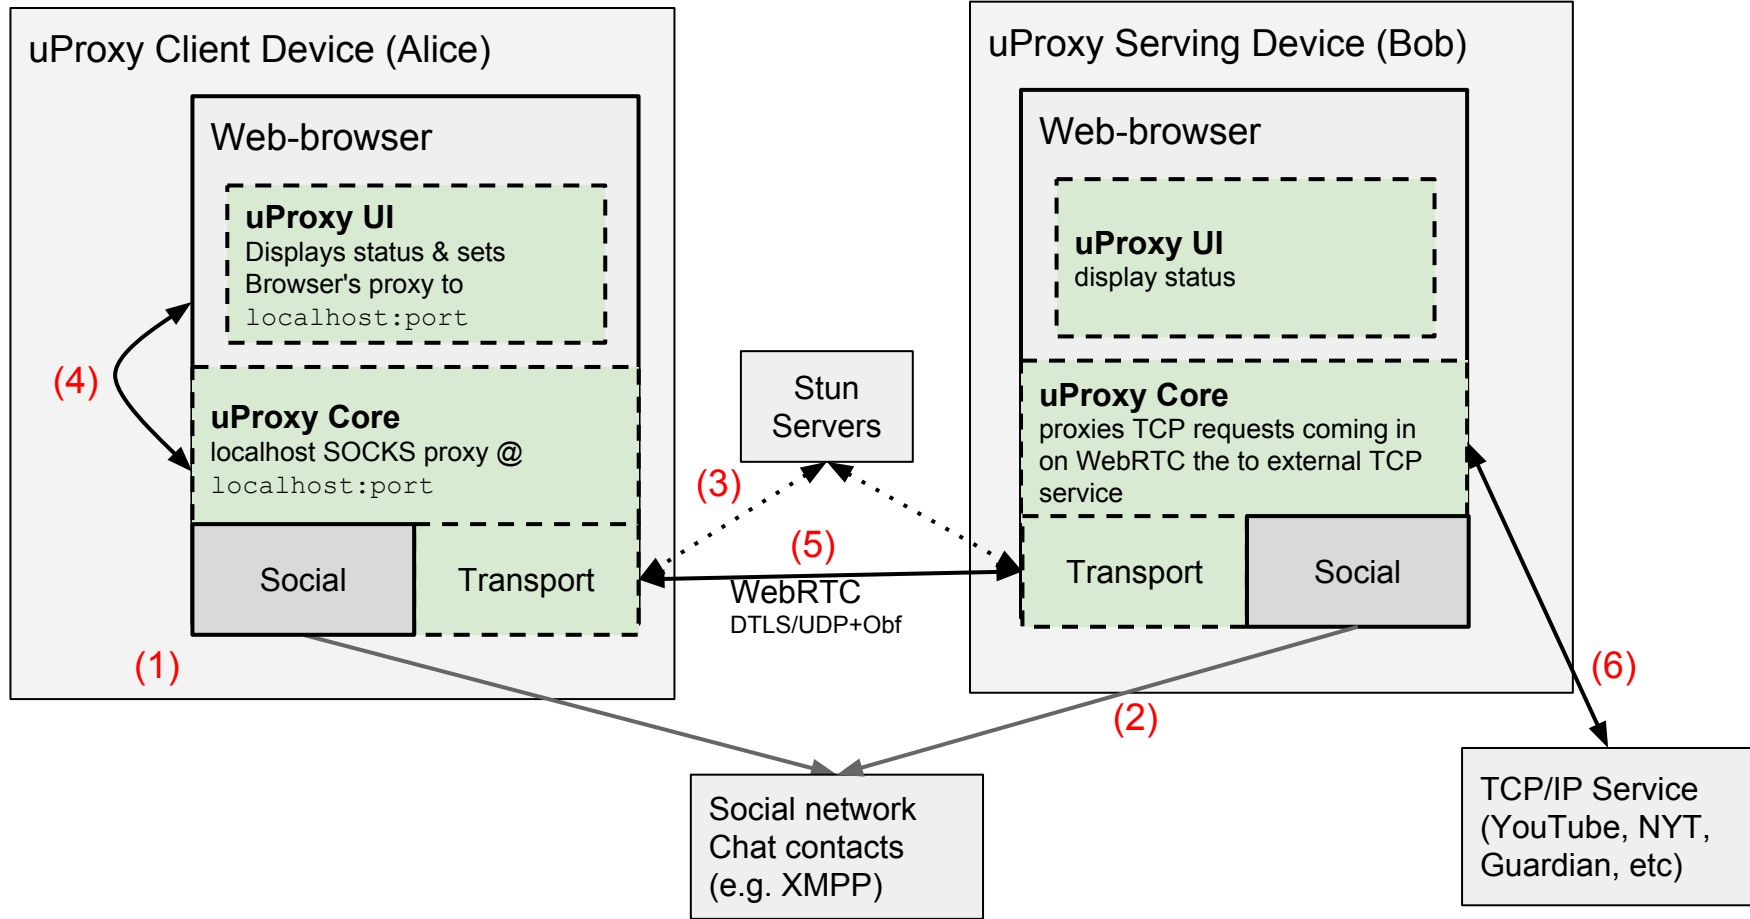 uProxy Client Device (Alice)
Web-browser
uProxy UI
Displays status & sets
Browser's proxy to
localhost:port
(4)
uProxy Core
localhost SOCKS proxy @
localhost:port
Social
Transport
(1)
Stun
Servers
(3)
(5)
WebRTC
DTLS/UDP+Obf
uProxy Serving Device (Bob)
Web-browser
uProxy UI
display status
uProxy Core
proxies TCP requests coming in
on WebRTC the to external TCP
service
Transport
Social
(2)
(6)
Social network
Chat contacts
(e.g. XMPP)
TCP/IP Service
(YouTube, NYT,
Guardian, etc)